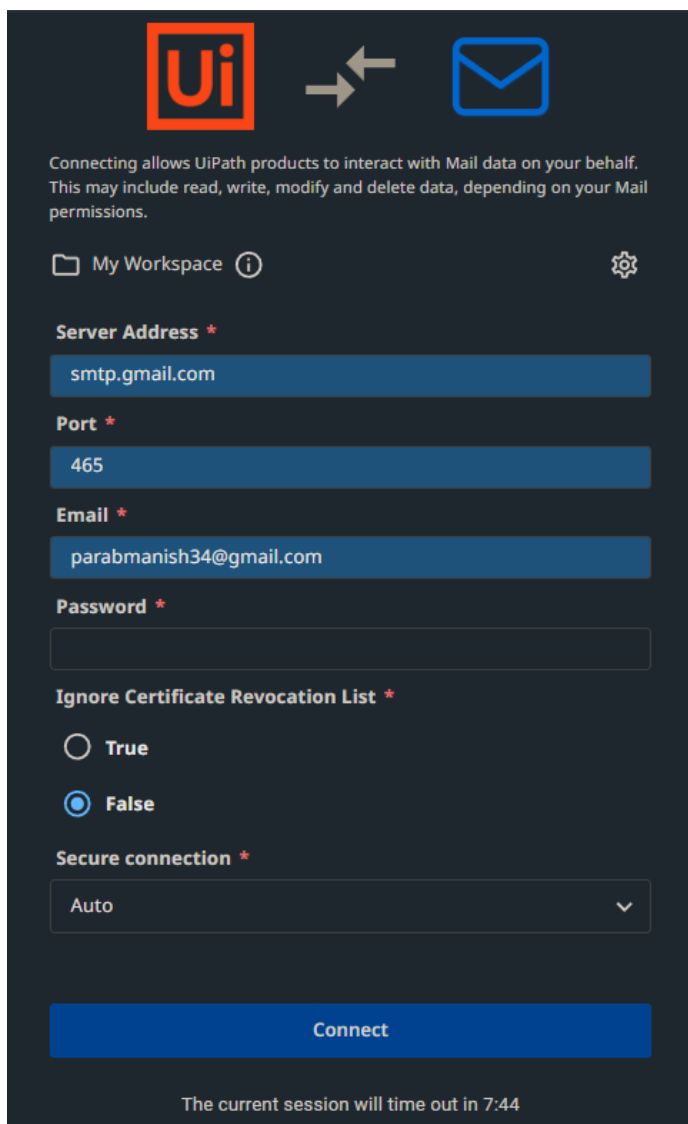 Ui
Connecting allows UiPath products to interact with Mail data on your behalf.
This may include read, write, modify and delete data, depending on your Mail
permissions.
My Workspace
Server Address *
smtp.gmail.com
Port *
465
Email *
parabmanish34@gmail.com
Password *
Ignore Certificate Revocation List *
True
False
Secure connection *
Auto
Connect
The current session will time out in 7:44